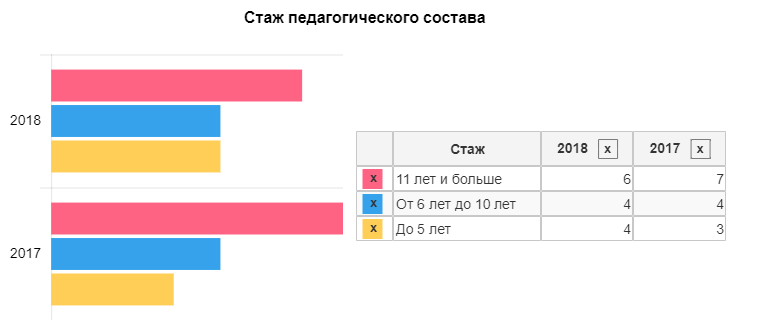 Стаж педагогического состава
2018
2017
Стаж 2018 x 2017 x
x 11 лет и больше 6 7
x От 6 лет до 10 лет 4 4
x До 5 лет 4 3